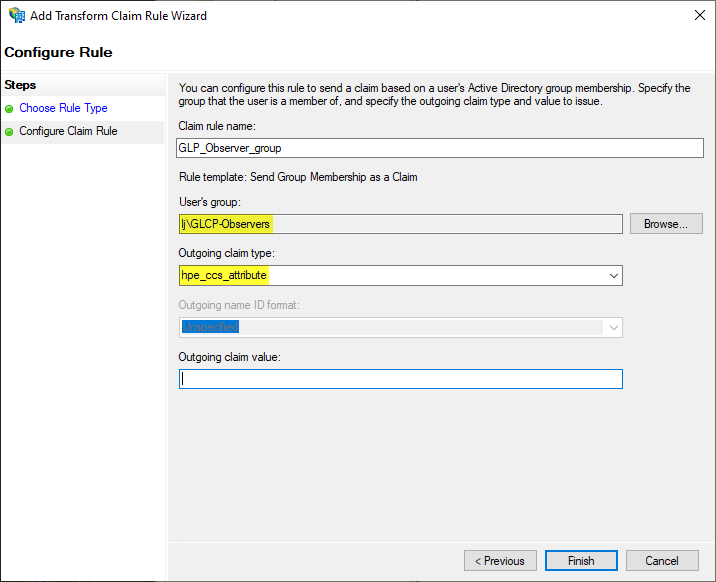 Add Transform Claim Rule Wizard
Configure Rule
Steps
Choose Rule Type
Configure Claim Rule
You can configure this rule to send a claim based on a user's Active Directory group membership. Specify the
group that the user is a member of, and specify the outgoing claim type and value to issue.
Claim rule name:
GLP_Observer_group
Rule template: Send Group Membership as a Claim
User's group:
lj\GLCP-Observers
Browse...
Outgoing claim type:
hpe_ccs_attribute
Outgoing name ID format:
Unspecified
Outgoing claim value:
< Previous
Finish
Cancel